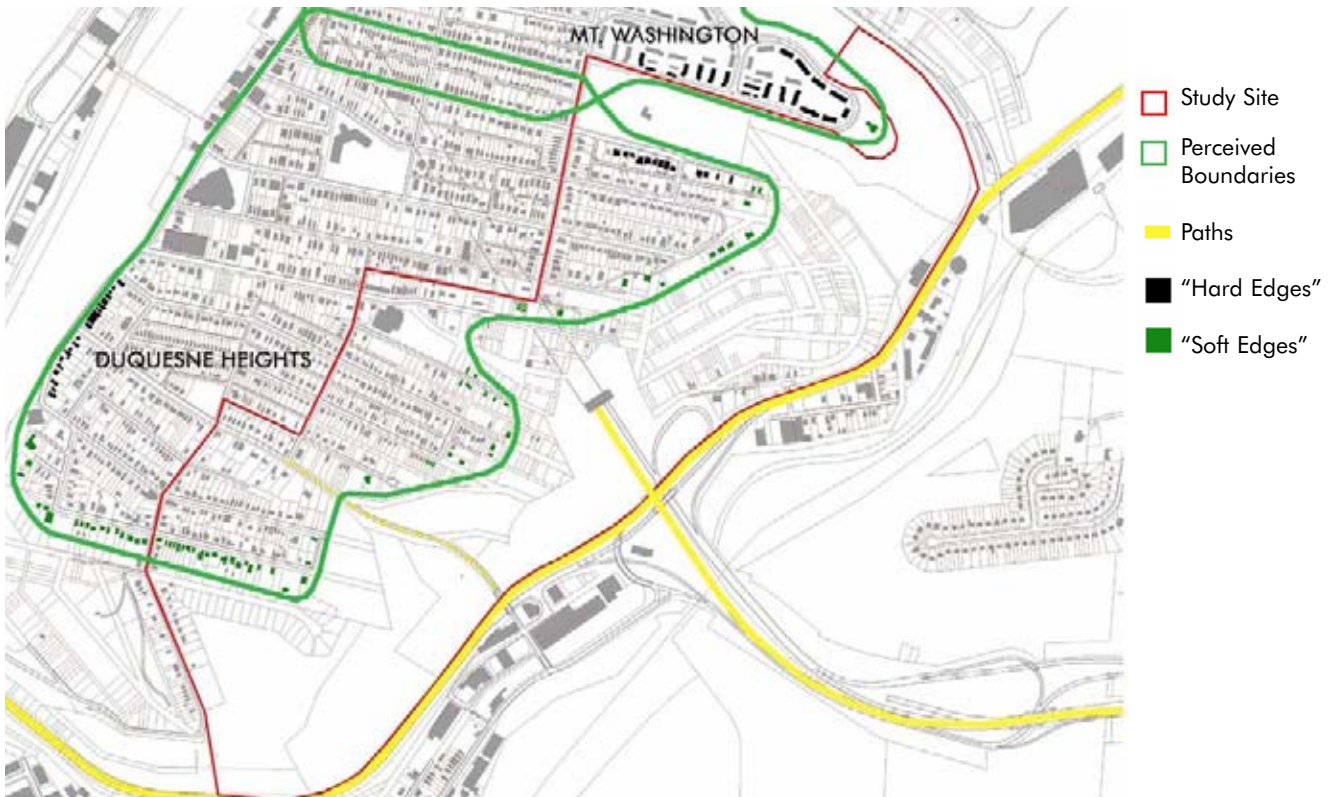 MT. WASHINGTON
DUQUESNE HEIGHTS
Study Site
Perceived
Boundaries
Paths
“Hard Edges”
“Soft Edges”